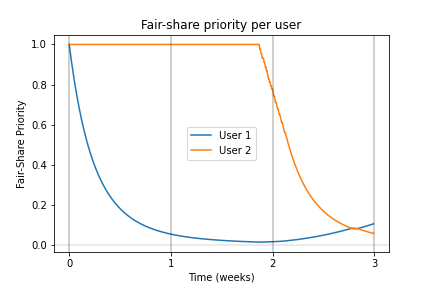 Fair-share priority per user
1.0
0.8
0.6
0.4
0.2
0.0
Fair-Share Priority
User 1
User 2
0 1 2 3
Time (weeks)